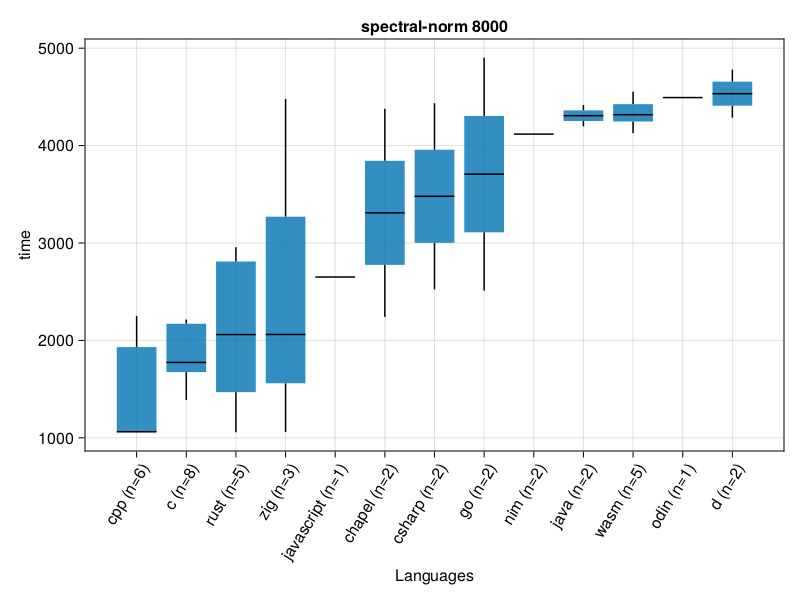 spectral-norm 8000
5000
4000
3000
2000
1000
time
cpp (n=6)
c (n=8)
rust (n=5)
zig (n=3)
javascript (n=1)
chapel (n=2)
csharp (n=2)
go (n=2)
nim (n=2)
java (n=2)
wasm (n=5)
odin (n=1)
d (n=2)
Languages